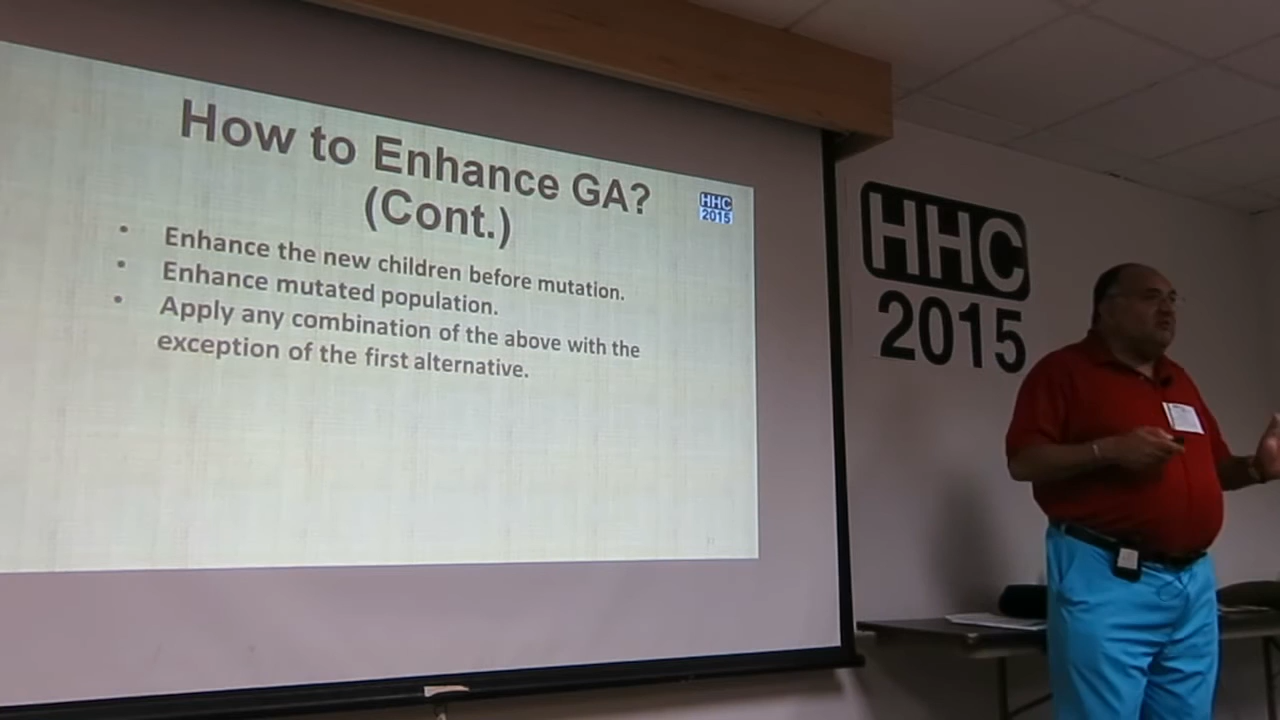 How to Enhance GA?
(Cont.)
HHC
2015
• Enhance the new children before mutation.
• Enhance mutated population.
• Apply any combination of the above with the
exception of the first alternative.
HHC
2015